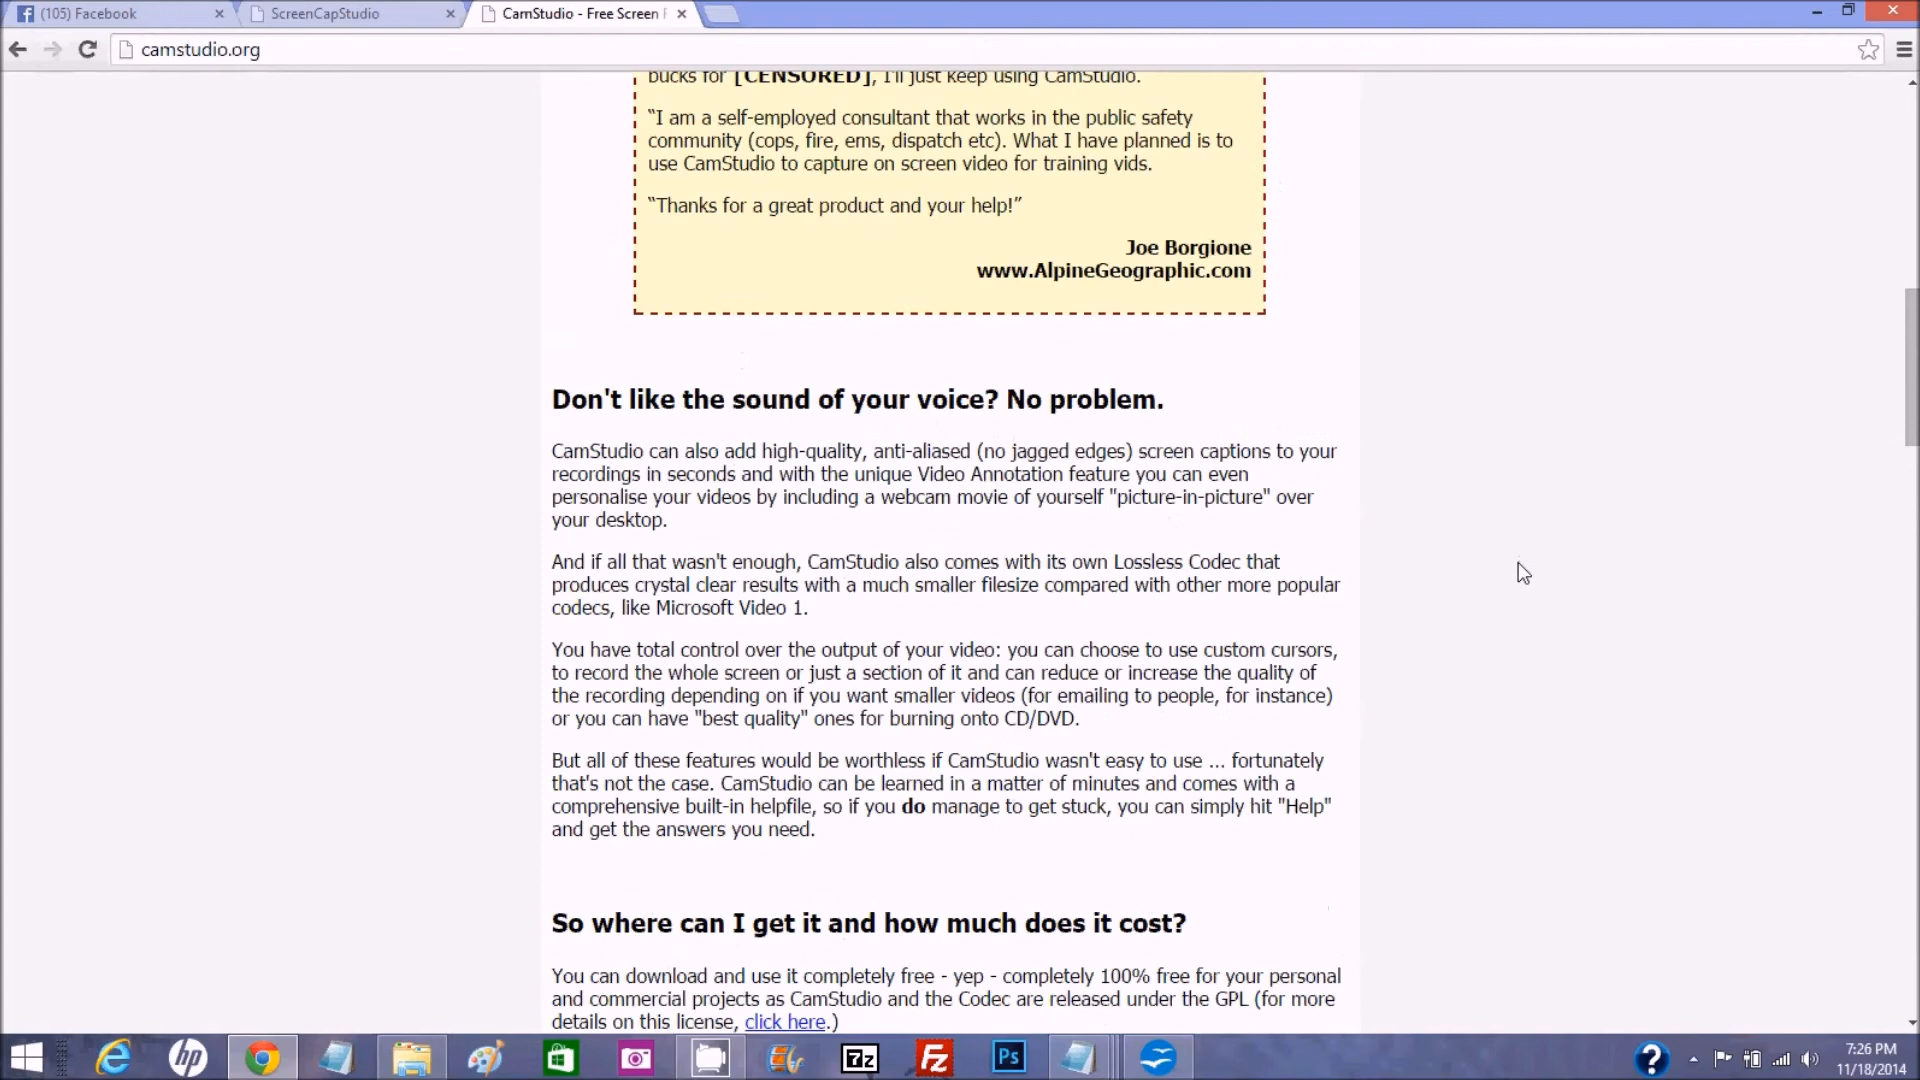 (105) Facebook
ScreenCapStudio
CamStudio - Free Screen
camstudio.org
bucks for [CENSORED], I'll just keep using CamStudio.
“I am a self-employed consultant that works in the public safety
community (cops, fire, ems, dispatch etc). What I have planned is to
use CamStudio to capture on screen video for training vids.
“Thanks for a great product and your help!”
Joe Borgione
www.AlpineGeographic.com
Don't like the sound of your voice? No problem.
CamStudio can also add high-quality, anti-aliased (no jagged edges) screen captions to your
recordings in seconds and with the unique Video Annotation feature you can even
personalise your videos by including a webcam movie of yourself "picture-in-picture" over
your desktop.
And if all that wasn't enough, CamStudio also comes with its own Lossless Codec that
produces crystal clear results with a much smaller filesize compared with other more popular
codecs, like Microsoft Video 1.
You have total control over the output of your video: you can choose to use custom cursors,
to record the whole screen or just a section of it and can reduce or increase the quality of
the recording depending on if you want smaller videos (for emailing to people, for instance)
or you can have "best quality" ones for burning onto CD/DVD.
But all of these features would be worthless if CamStudio wasn't easy to use ... fortunately
that's not the case. CamStudio can be learned in a matter of minutes and comes with a
comprehensive built-in helpfile, so if you do manage to get stuck, you can simply hit "Help"
and get the answers you need.
So where can I get it and how much does it cost?
You can download and use it completely free - yep - completely 100% free for your personal
and commercial projects as CamStudio and the Codec are released under the GPL (for more
details on this license, click here.)
hp
7z
Fz
Ps
?
7:26 PM
11/18/2014